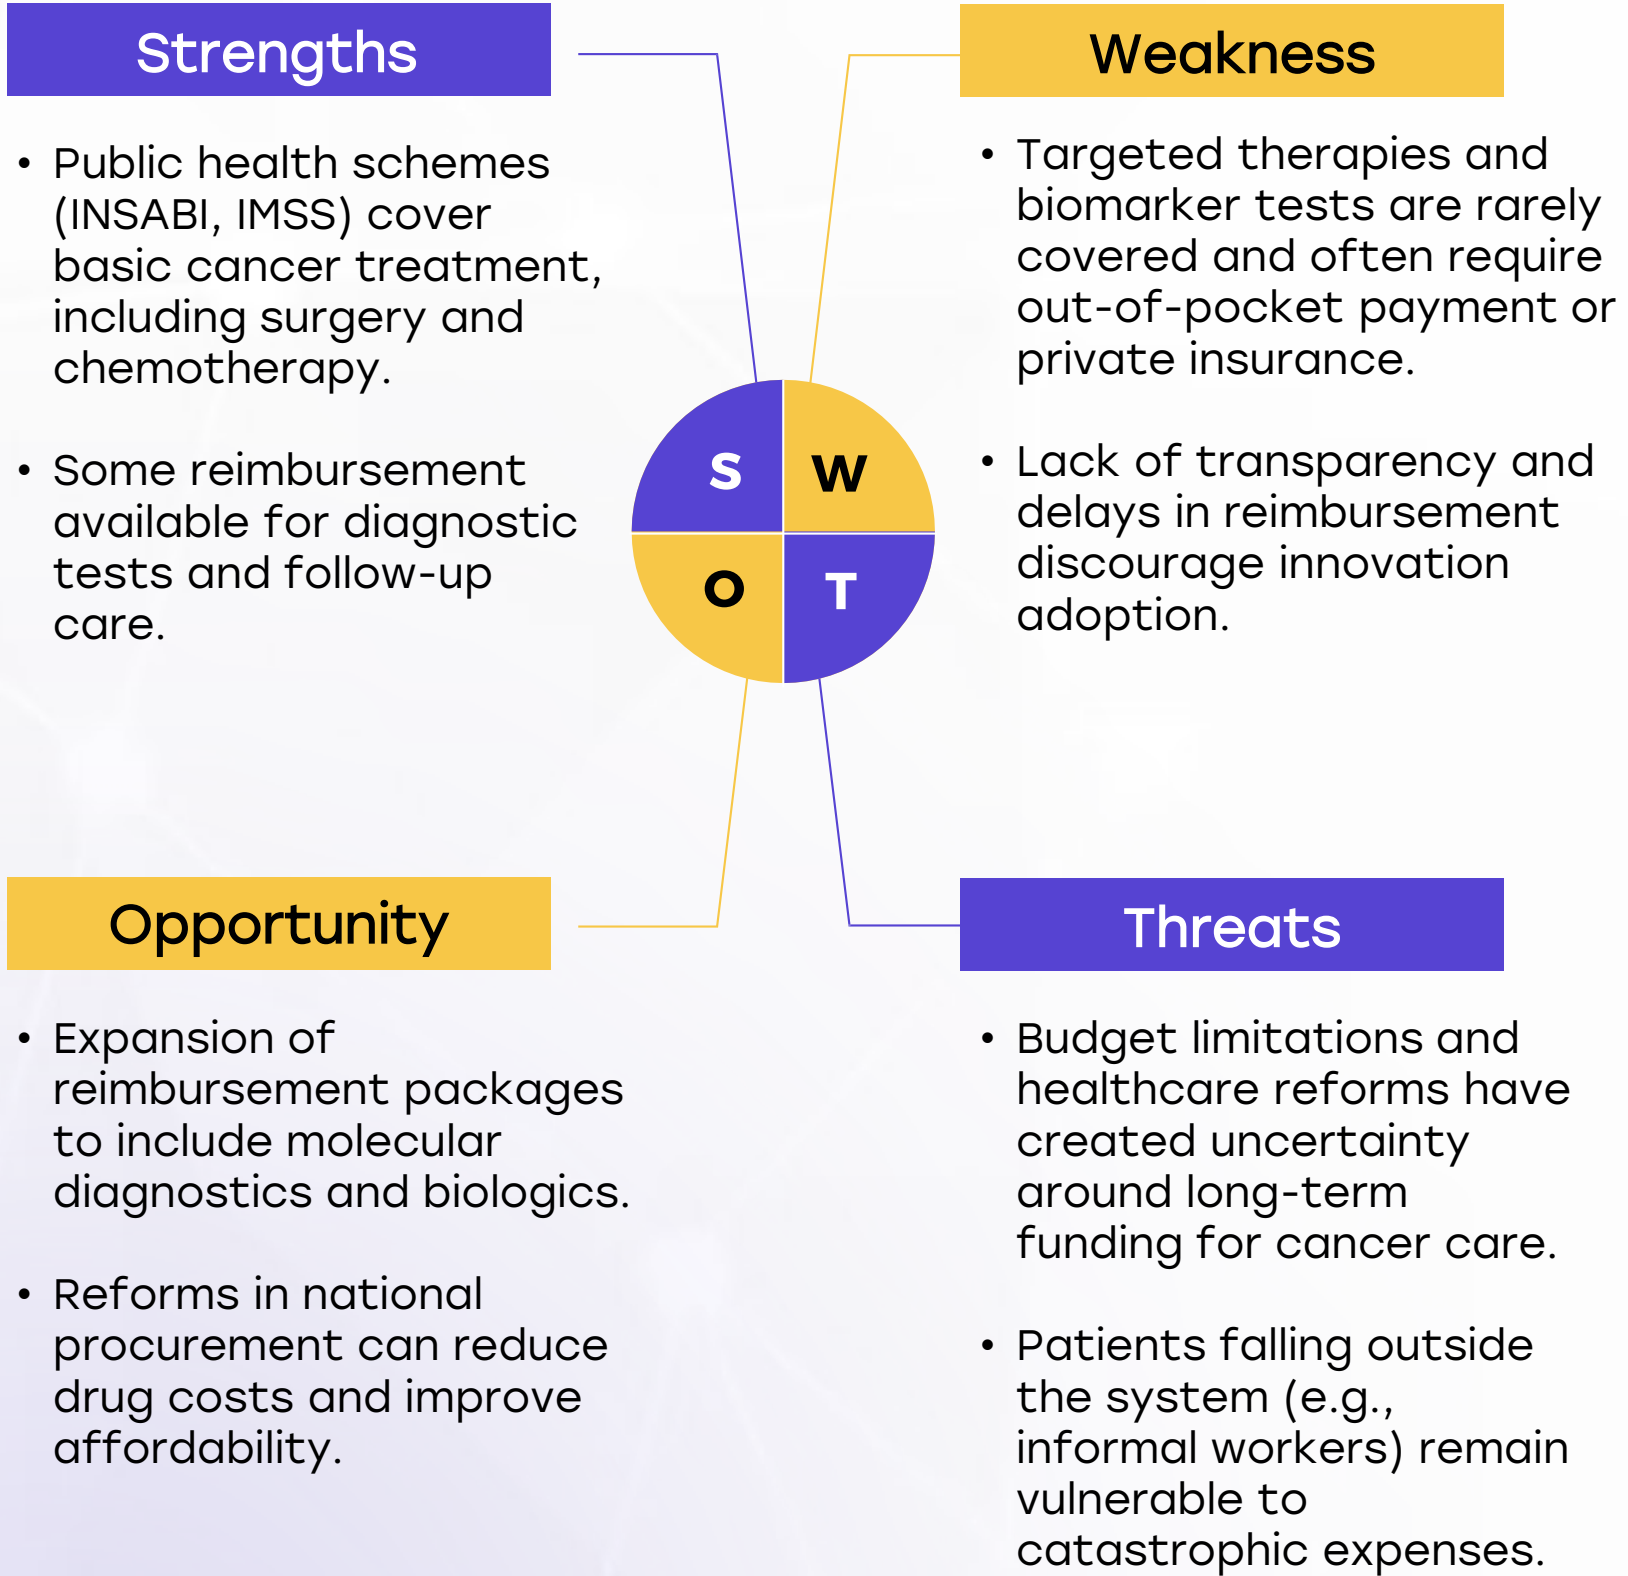 Strengths
• Public health schemes
(INSABI, IMSS) cover
basic cancer treatment,
including surgery and
chemotherapy.
• Some reimbursement
available for diagnostic
tests and follow-up
care.
Weakness
• Targeted therapies and
biomarker tests are rarely
covered and often require
out-of-pocket payment or
private insurance.
• Lack of transparency and
delays in reimbursement
discourage innovation
adoption.
S W
O T
Opportunity
• Expansion of
reimbursement packages
to include molecular
diagnostics and biologics.
• Reforms in national
procurement can reduce
drug costs and improve
affordability.
Threats
• Budget limitations and
healthcare reforms have
created uncertainty
around long-term
funding for cancer care.
• Patients falling outside
the system (e.g.,
informal workers) remain
vulnerable to
catastrophic expenses.